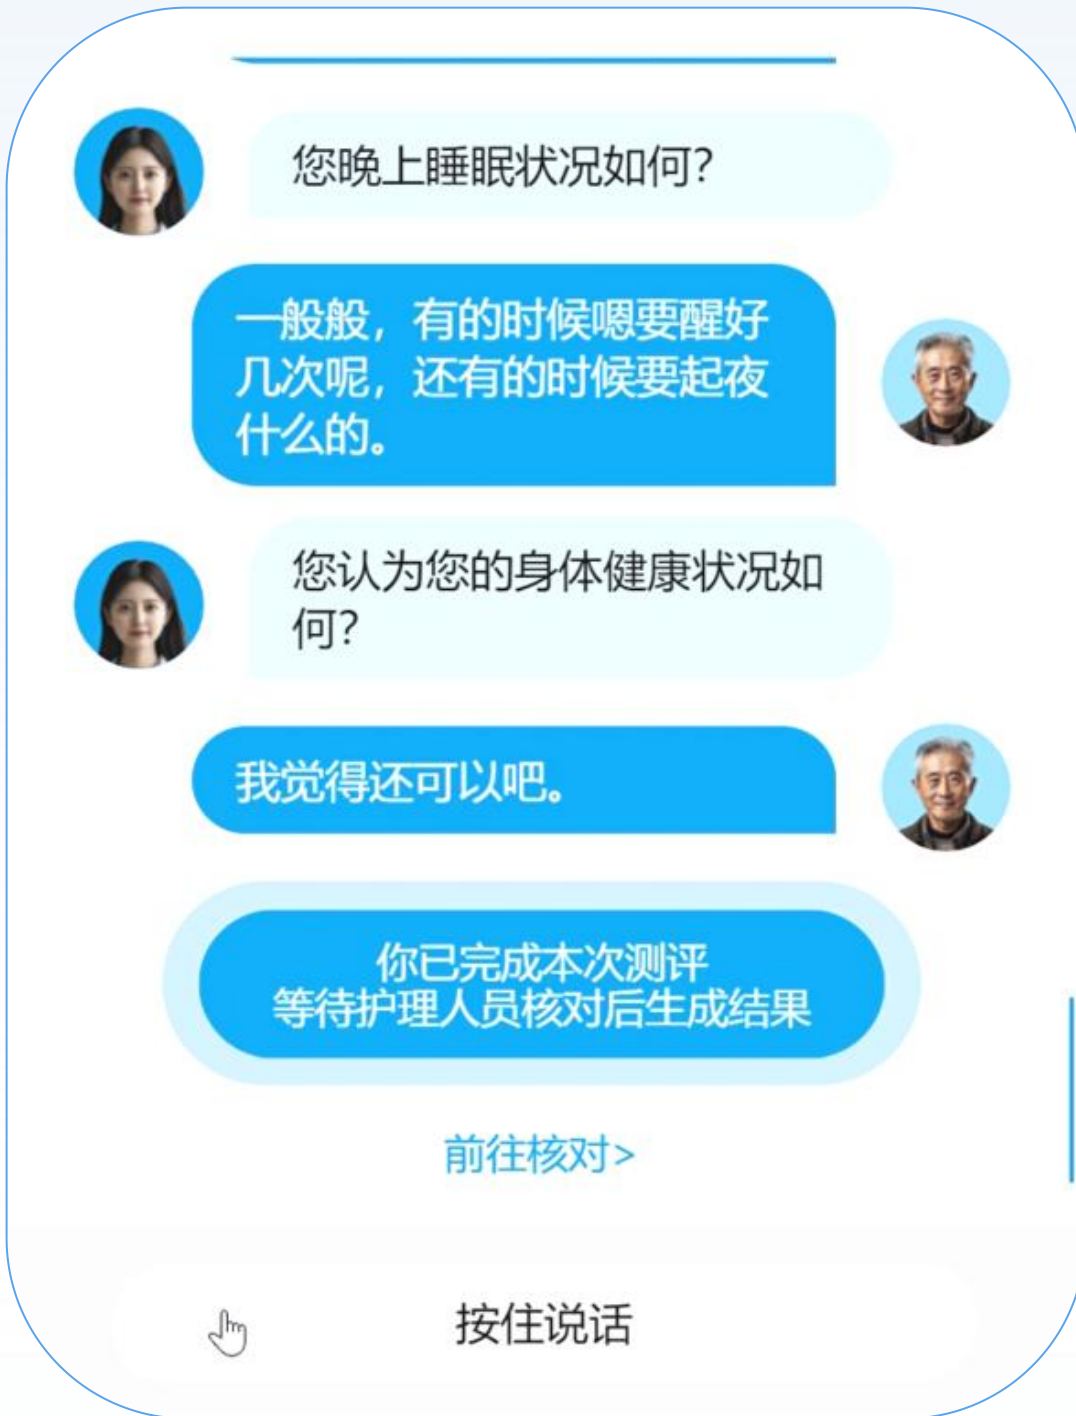 您晚上睡眠状况如何?
一般般，有的时候嗯要醒好
几次呢，还有的时候要起夜
什么的。
您认为您的身体健康状况如
何?
我觉得还可以吧。
你已完成本次测评
等待护理人员核对后生成结果
前往核对>
按住说话